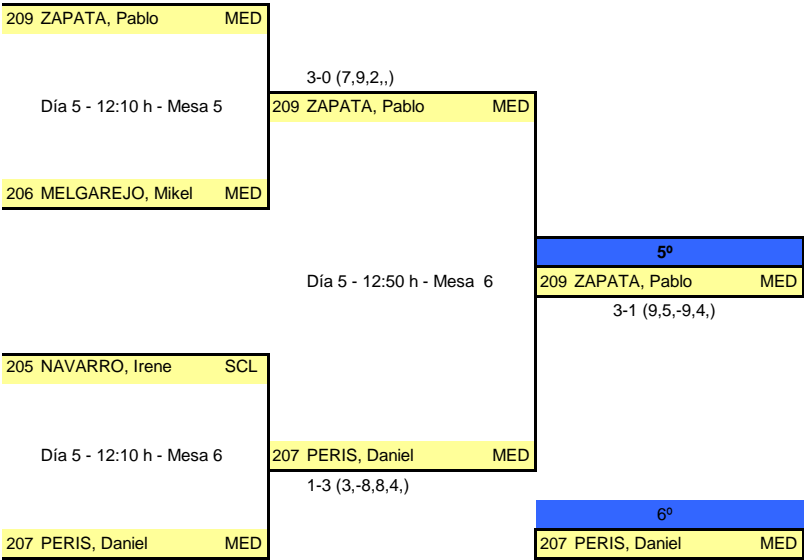 209 ZAPATA, Pablo MED
3-0 (7,9,2,,)
Día 5 - 12:10 h - Mesa 5
209 ZAPATA, Pablo MED
206 MELGAREJO, Mikel MED
5º
Día 5 - 12:50 h - Mesa 6
209 ZAPATA, Pablo MED
3-1 (9,5,-9,4,)
205 NAVARRO, Irene SCL
Día 5 - 12:10 h - Mesa 6
207 PERIS, Daniel MED
1-3 (3,-8,8,4,)
6º
207 PERIS, Daniel MED
207 PERIS, Daniel MED